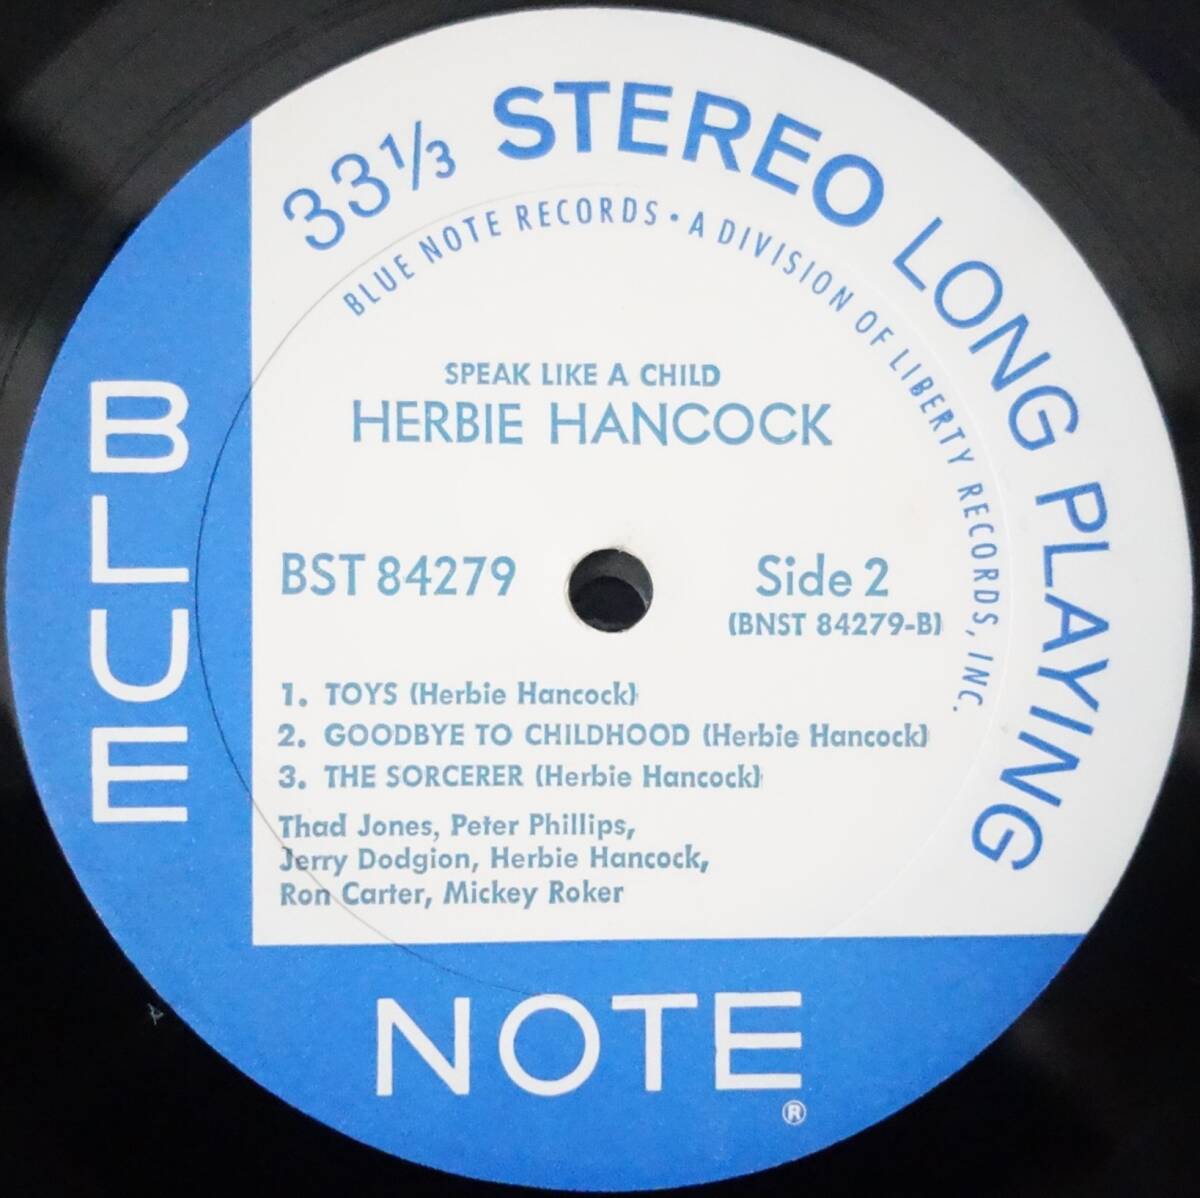 33⅓ STEREO LONG PLAYING
BLUE NOTE RECORDS • A DIVISION OF LIBERTY RECORDS, INC.
SPEAK LIKE A CHILD
HERBIE HANCOCK
BST 84279
Side 2
(BNST 84279-B)
1. TOYS (Herbie Hancock)
2. GOODBYE TO CHILDHOOD (Herbie Hancock)
3. THE SORCERER (Herbie Hancock)
Thad Jones, Peter Phillips,
Jerry Dodgion, Herbie Hancock,
Ron Carter, Mickey Roker
BLUE
NOTE
®